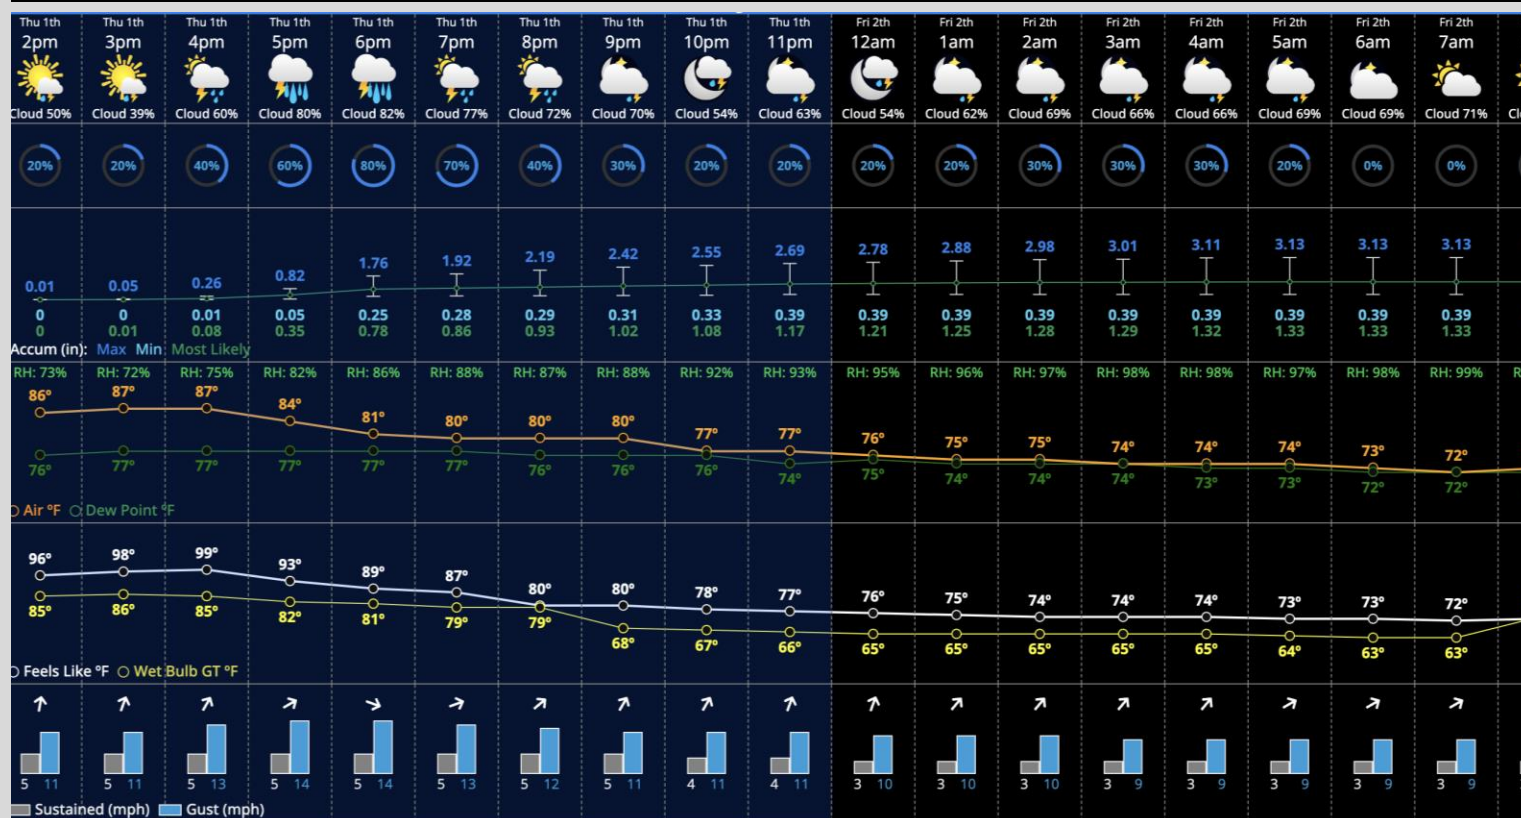 Thu 1th Thu 1th Thu 1th Thu 1th Thu 1th Thu 1th Thu 1th Thu 1th Thu 1th Thu 1th Fri 2th Fri 2th Fri 2th Fri 2th Fri 2th Fri 2th Fri 2th Fri 2th
2pm 3pm 4pm 5pm 6pm 7pm 8pm 9pm 10pm 11pm 12am 1am 2am 3am 4am 5am 6am 7am
Cloud 50% Cloud 39% Cloud 60% Cloud 80% Cloud 82% Cloud 77% Cloud 72% Cloud 70% Cloud 54% Cloud 63% Cloud 54% Cloud 62% Cloud 69% Cloud 66% Cloud 66% Cloud 69% Cloud 69% Cloud 71%
20% 20% 40% 60% 80% 70% 40% 30% 20% 20% 20% 20% 30% 30% 30% 20% 0% 0%
0.01 0.05 0.26 0.82 1.76 1.92 2.19 2.42 2.55 2.69 2.78 2.88 2.98 3.01 3.11 3.13 3.13 3.13
0 0 0.01 0.05 0.25 0.28 0.29 0.31 0.33 0.39 0.39 0.39 0.39 0.39 0.39 0.39 0.39 0.39
0 0.01 0.08 0.35 0.78 0.86 0.93 1.02 1.08 1.17 1.21 1.25 1.28 1.29 1.32 1.33 1.33 1.33
Accum (in): Max Min Most Likely
RH: 73% RH: 72% RH: 75% RH: 82% RH: 86% RH: 88% RH: 87% RH: 88% RH: 92% RH: 93% RH: 95% RH: 96% RH: 97% RH: 98% RH: 98% RH: 97% RH: 98% RH: 99%
86° 87° 87° 84° 81° 80° 80° 80° 77° 77° 76° 75° 75° 74° 74° 74° 73° 72°
76° 77° 77° 77° 77° 77° 76° 76° 76° 74° 75° 74° 74° 74° 73° 73° 72° 72°
Air ºF Dew Point ºF
96° 98° 99° 93° 89° 87° 80° 80° 78° 77° 76° 75° 74° 74° 74° 73° 73° 72°
85° 86° 85° 82° 81° 79° 79° 68° 67° 66° 65° 65° 65° 65° 65° 64° 63° 63°
Feels Like ºF Wet Bulb GT ºF
5 11 5 11 5 13 5 14 5 14 5 13 5 12 5 11 4 11 4 11 3 10 3 10 3 10 3 9 3 9 3 9 3 9 3 9
Sustained (mph) Gust (mph)